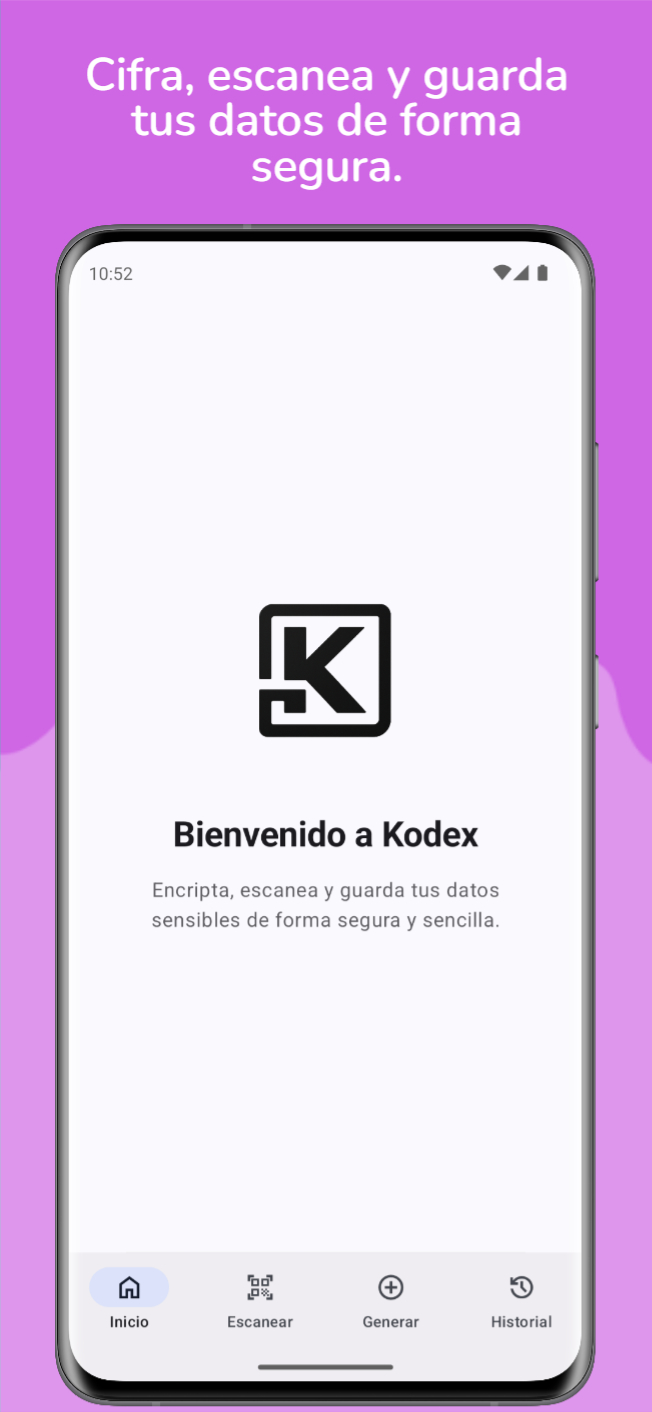 Cifra, escanea y guarda
tus datos de forma
segura.
10:52
K
Bienvenido a Kodex
Encripta, escanea y guarda tus datos
sensibles de forma segura y sencilla.
Inicio
Escanear
Generar
Historial